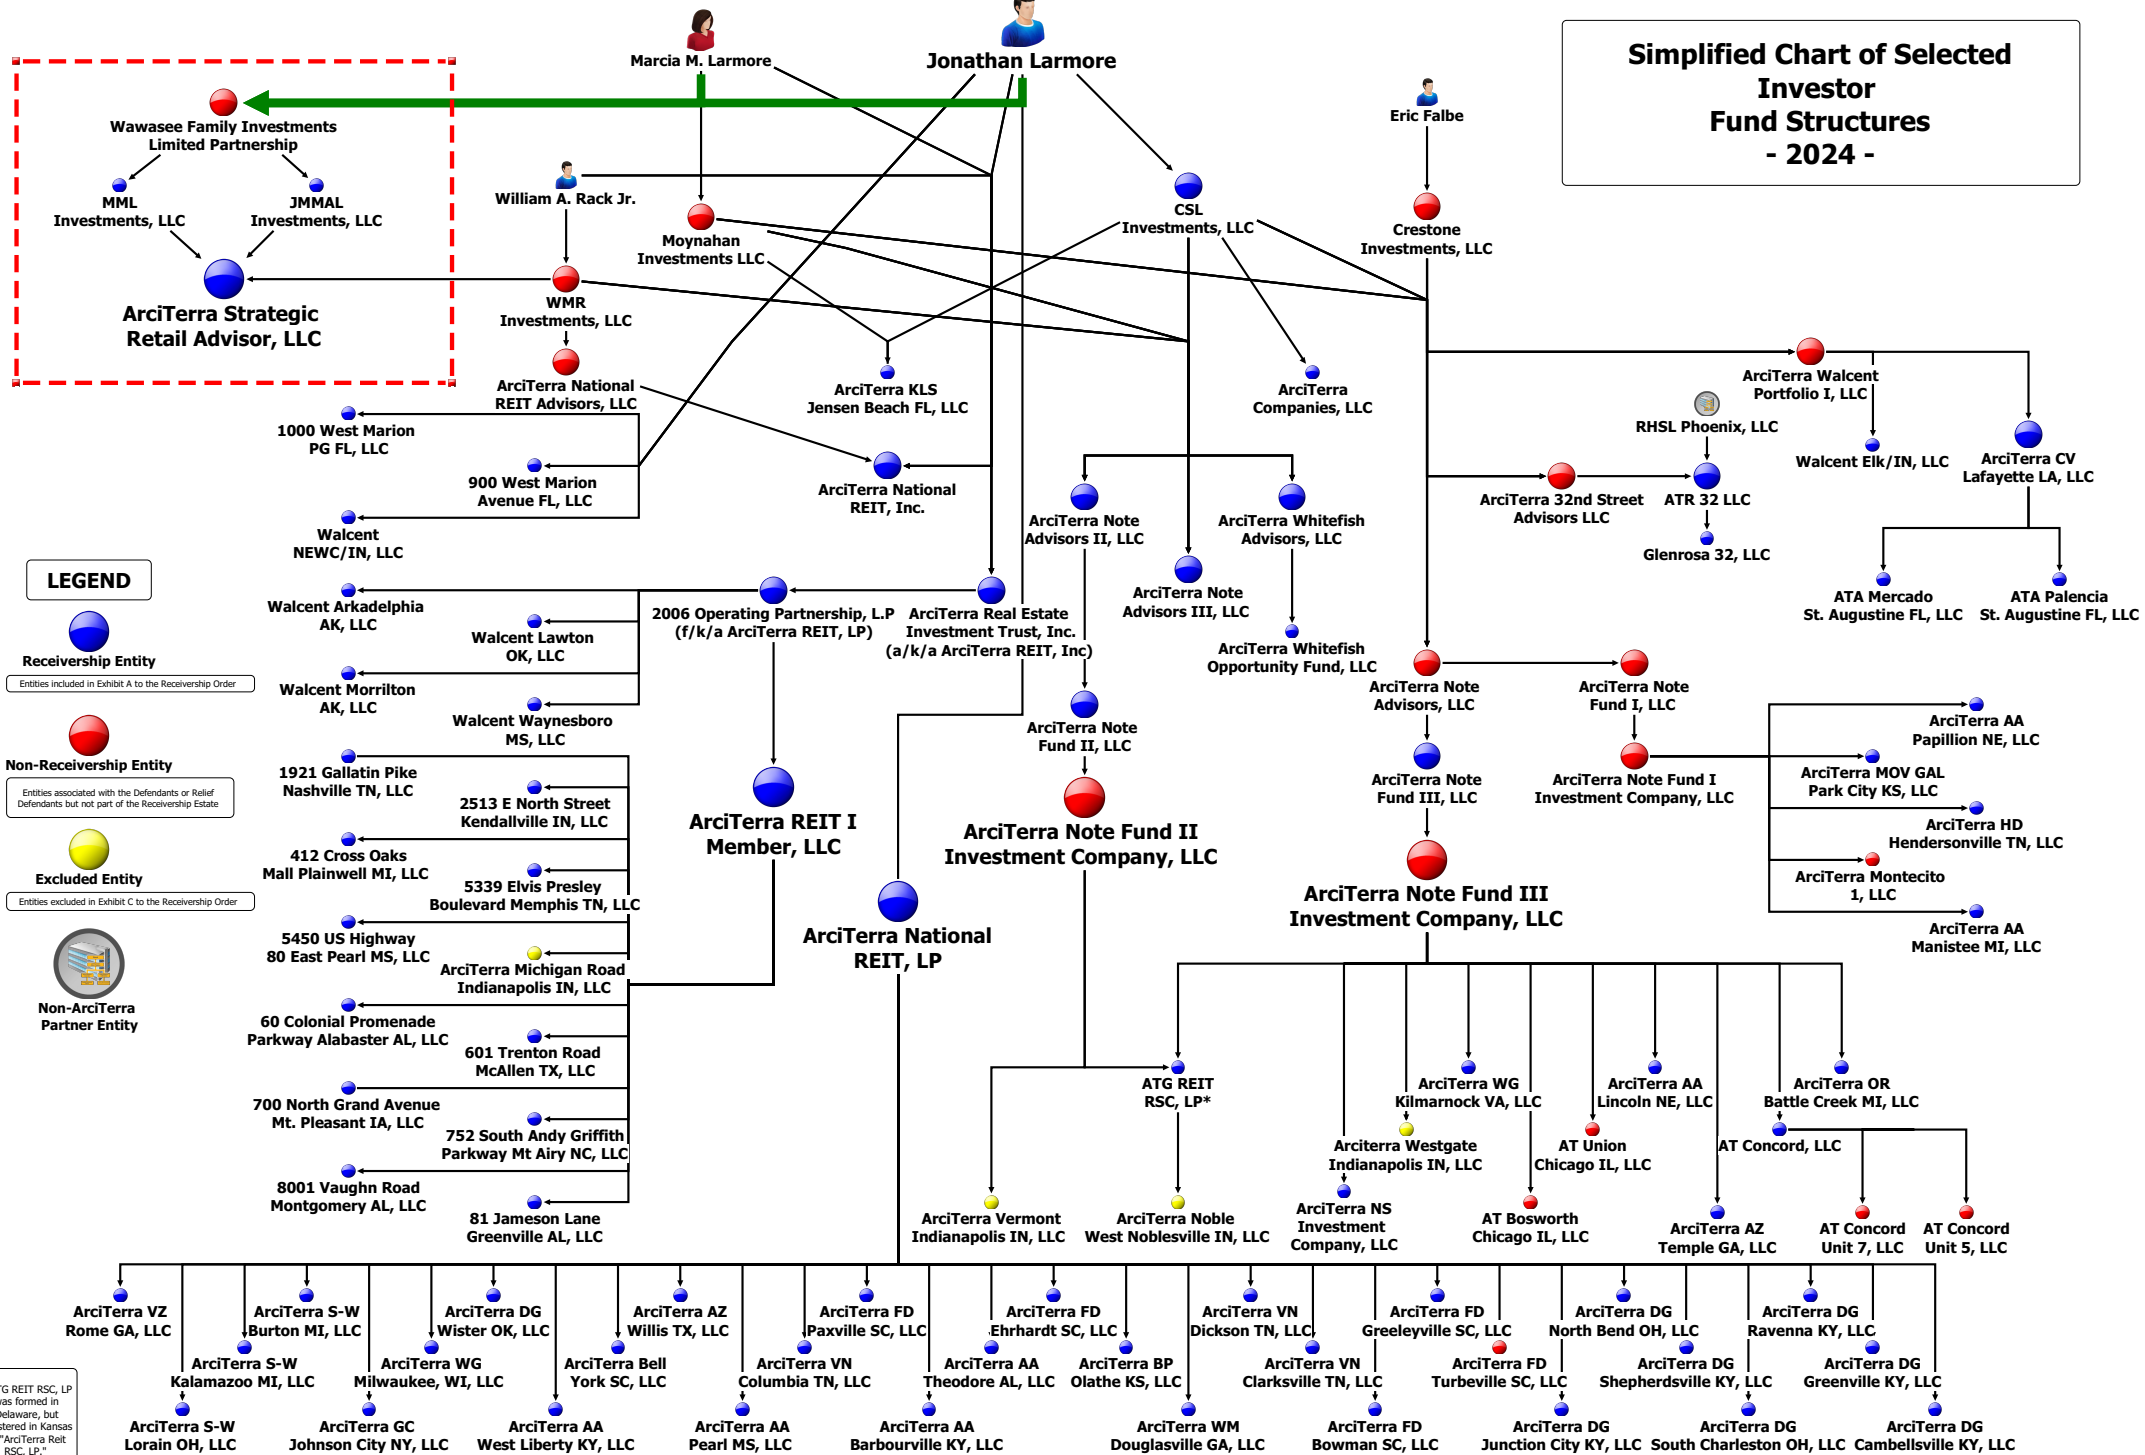 Simplified Chart of Selected
Investor
Fund Structures
- 2024 -
Marcia M. Larmore
Jonathan Larmore
Eric Falbe
Wawasee Family Investments
Limited Partnership
MML
Investments, LLC
JMMAL
Investments, LLC
ArciTerra Strategic
Retail Advisor, LLC
William A. Rack Jr.
WMR
Investments, LLC
Moynahan
Investments LLC
CSL
Investments, LLC
Crestone
Investments, LLC
ArciTerra National
REIT Advisors, LLC
ArciTerra KLS
Jensen Beach FL, LLC
ArciTerra
Companies, LLC
ArciTerra Walcent
Portfolio I, LLC
RHSL Phoenix, LLC
Walcent Elk/IN, LLC
ArciTerra CV
Lafayette LA, LLC
1000 West Marion
PG FL, LLC
900 West Marion
Avenue FL, LLC
Walcent
NEWC/IN, LLC
ArciTerra National
REIT, Inc.
ArciTerra Note
Advisors II, LLC
ArciTerra Whitefish
Advisors, LLC
ArciTerra 32nd Street
Advisors LLC
ATR 32 LLC
Glenrosa 32, LLC
ArciTerra Note
Advisors III, LLC
ATA Mercado
St. Augustine FL, LLC
ATA Palencia
St. Augustine FL, LLC
LEGEND
Receivership Entity
Entities included in Exhibit A to the Receivership Order
Non-Receivership Entity
Entities associated with the Defendants or Relief
Defendants but not part of the Receivership Estate
Excluded Entity
Entities excluded in Exhibit C to the Receivership Order
Non-ArciTerra
Partner Entity
Walcent Arkadelphia
AK, LLC
Walcent Lawton
OK, LLC
Walcent Morrilton
AK, LLC
Walcent Waynesboro
MS, LLC
2006 Operating Partnership, L.P
(f/k/a ArciTerra REIT, LP)
ArciTerra Real Estate
Investment Trust, Inc.
(a/k/a ArciTerra REIT, Inc)
ArciTerra Whitefish
Opportunity Fund, LLC
ArciTerra Note
Advisors, LLC
ArciTerra Note
Fund I, LLC
ArciTerra Note
Fund II, LLC
ArciTerra Note
Fund III, LLC
ArciTerra Note Fund I
Investment Company, LLC
ArciTerra AA
Papillion NE, LLC
ArciTerra MOV GAL
Park City KS, LLC
ArciTerra HD
Hendersonville TN, LLC
ArciTerra Montecito
1, LLC
ArciTerra AA
Manistee MI, LLC
1921 Gallatin Pike
Nashville TN, LLC
2513 E North Street
Kendallville IN, LLC
412 Cross Oaks
Mall Plainwell MI, LLC
5339 Elvis Presley
Boulevard Memphis TN, LLC
5450 US Highway
80 East Pearl MS, LLC
ArciTerra Michigan Road
Indianapolis IN, LLC
60 Colonial Promenade
Parkway Alabaster AL, LLC
601 Trenton Road
McAllen TX, LLC
700 North Grand Avenue
Mt. Pleasant IA, LLC
752 South Andy Griffith
Parkway Mt Airy NC, LLC
8001 Vaughn Road
Montgomery AL, LLC
81 Jameson Lane
Greenville AL, LLC
ArciTerra REIT I
Member, LLC
ArciTerra Note Fund II
Investment Company, LLC
ArciTerra National
REIT, LP
ArciTerra Note Fund III
Investment Company, LLC
ATG REIT
RSC, LP*
ArciTerra WG
Kilmarnock VA, LLC
ArciTerra AA
Lincoln NE, LLC
ArciTerra OR
Battle Creek MI, LLC
Arciterra Westgate
Indianapolis IN, LLC
AT Union
Chicago IL, LLC
AT Concord, LLC
ArciTerra Vermont
Indianapolis IN, LLC
ArciTerra Noble
West Noblesville IN, LLC
ArciTerra NS
Investment
Company, LLC
AT Bosworth
Chicago IL, LLC
ArciTerra AZ
Temple GA, LLC
AT Concord
Unit 7, LLC
AT Concord
Unit 5, LLC
ArciTerra VZ
Rome GA, LLC
ArciTerra S-W
Burton MI, LLC
ArciTerra DG
Wister OK, LLC
ArciTerra AZ
Willis TX, LLC
ArciTerra FD
Paxville SC, LLC
ArciTerra FD
Ehrhardt SC, LLC
ArciTerra VN
Dickson TN, LLC
ArciTerra FD
Greeleyville SC, LLC
ArciTerra DG
North Bend OH, LLC
ArciTerra DG
Ravenna KY, LLC
ArciTerra S-W
Kalamazoo MI, LLC
ArciTerra WG
Milwaukee, WI, LLC
ArciTerra Bell
York SC, LLC
ArciTerra VN
Columbia TN, LLC
ArciTerra AA
Theodore AL, LLC
ArciTerra BP
Olathe KS, LLC
ArciTerra VN
Clarksville TN, LLC
ArciTerra FD
Turbeville SC, LLC
ArciTerra DG
Shepherdsville KY, LLC
ArciTerra DG
Greenville KY, LLC
ArciTerra S-W
Lorain OH, LLC
ArciTerra GC
Johnson City NY, LLC
ArciTerra AA
West Liberty KY, LLC
ArciTerra AA
Pearl MS, LLC
ArciTerra AA
Barbourville KY, LLC
ArciTerra WM
Douglasville GA, LLC
ArciTerra FD
Bowman SC, LLC
ArciTerra DG
Junction City KY, LLC
ArciTerra DG
South Charleston OH, LLC
ArciTerra DG
Cambellsville KY, LLC
REIT RSC, LP
was formed in
Delaware, but
in Kansas
"ArciTerra Reit
RSC, LP."